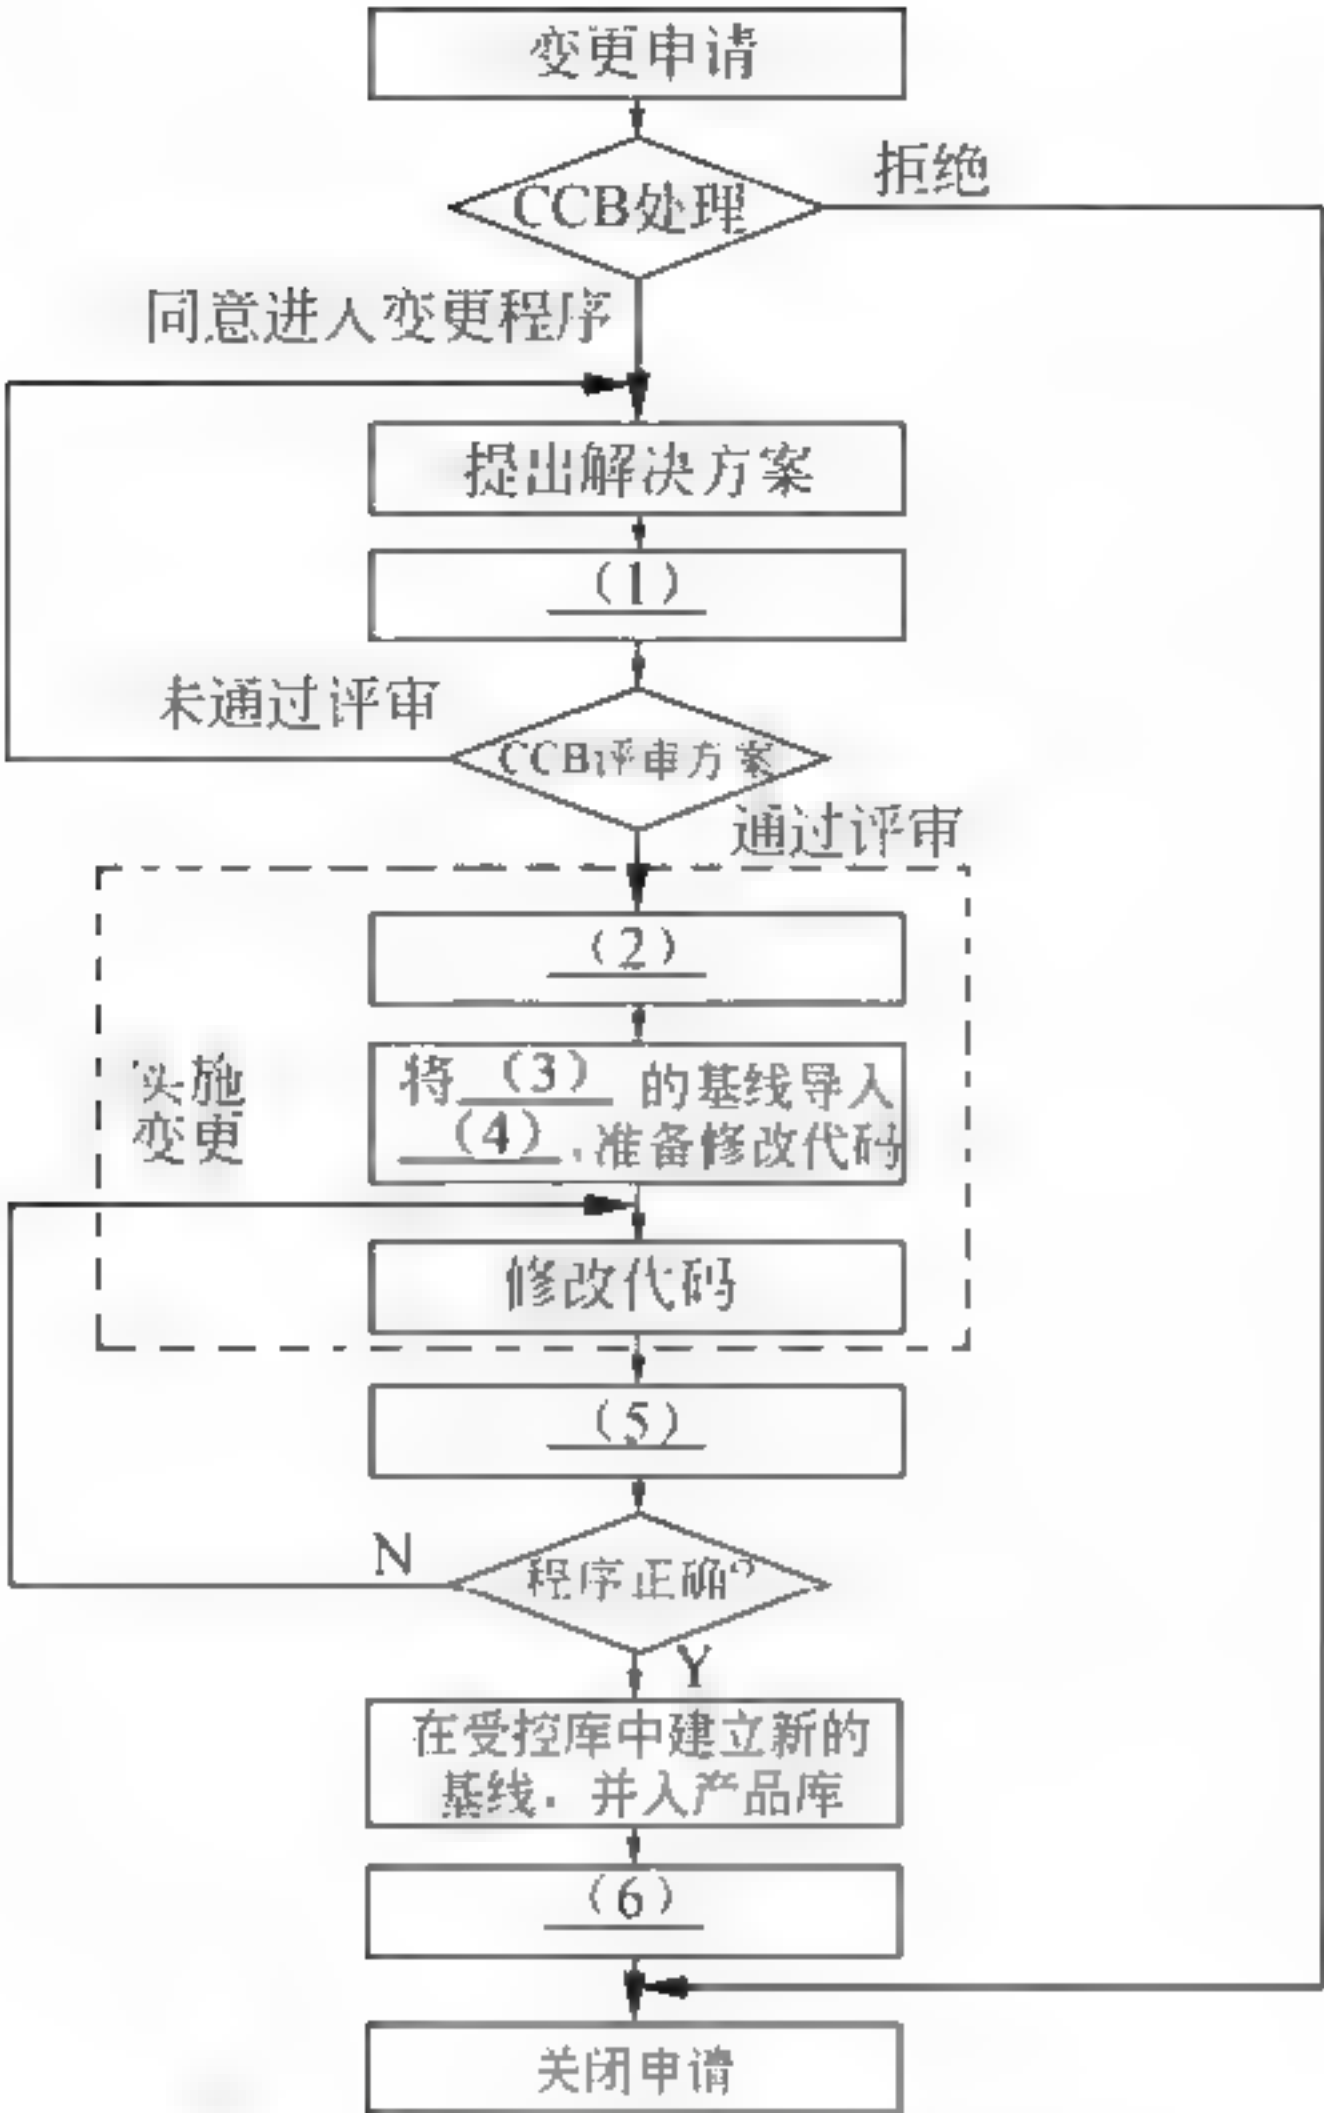 变更申请
CCB处理
拒绝
同意进入变更程序
提出解决方案
(1)
未通过评审
CCB评审方案
通过评审
(2)
实施
变更
将 (3) 的基线导入
(4),准备修改代码
修改代码
(5)
N
程序正确?
Y
在受控库中建立新的
基线,并入产品库
(6)
关闭申请